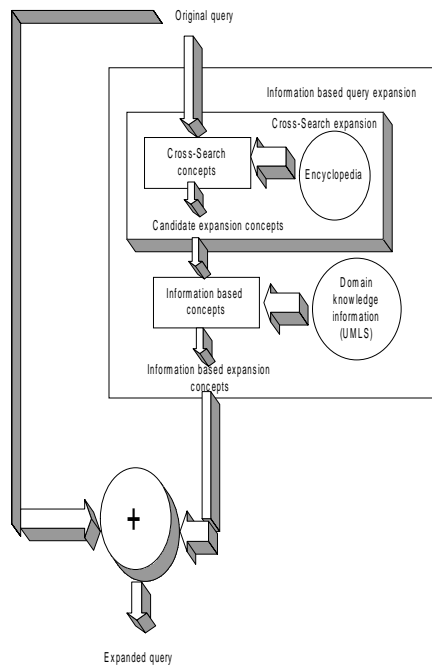 Original query
Information based query expansion
Cross-Search expansion
Cross-Search
concepts
Encyclopedia
Candidate expansion concepts
Information based
concepts
Domain
knowledge
information
(UMLS)
Information based expansion
concepts
+
Expanded query